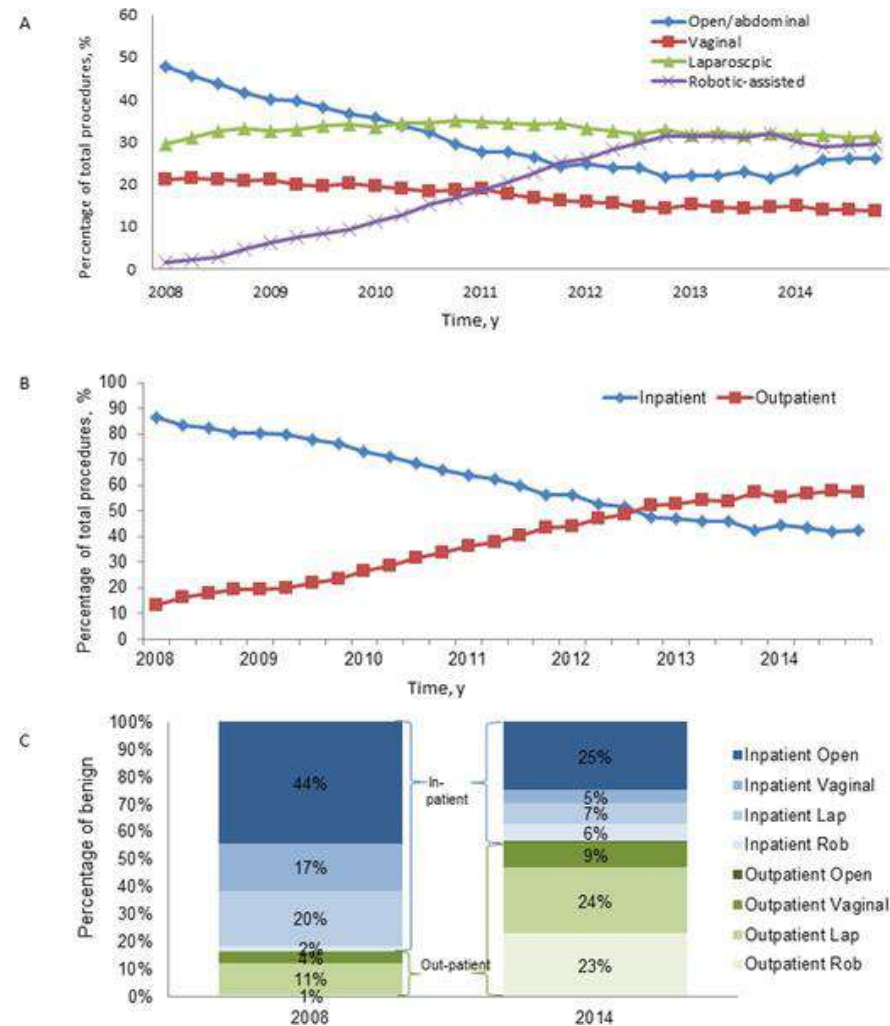 A
Percentage of total procedures, %
60
50
40
30
20
10
0
Open/abdominal
Vaginal
Laparoscpic
Robotic-assisted
2008 2009 2010 2011 2012 2013 2014
Time, y
B
Percentage of total procedures, %
100
90
80
70
60
50
40
30
20
10
0
Inpatient Outpatient
2008 2009 2010 2011 2012 2013 2014
Time, y
C
Percentage of benign
100%
90%
80%
70%
60%
50%
40%
30%
20%
10%
0%
44%
17%
20%
2%
4%
11%
1%
In-
patient
Out-patient
25%
5%
7%
6%
9%
24%
23%
2008 2014
Inpatient Open
Inpatient Vaginal
Inpatient Lap
Inpatient Rob
Outpatient Open
Outpatient Vaginal
Outpatient Lap
Outpatient Rob